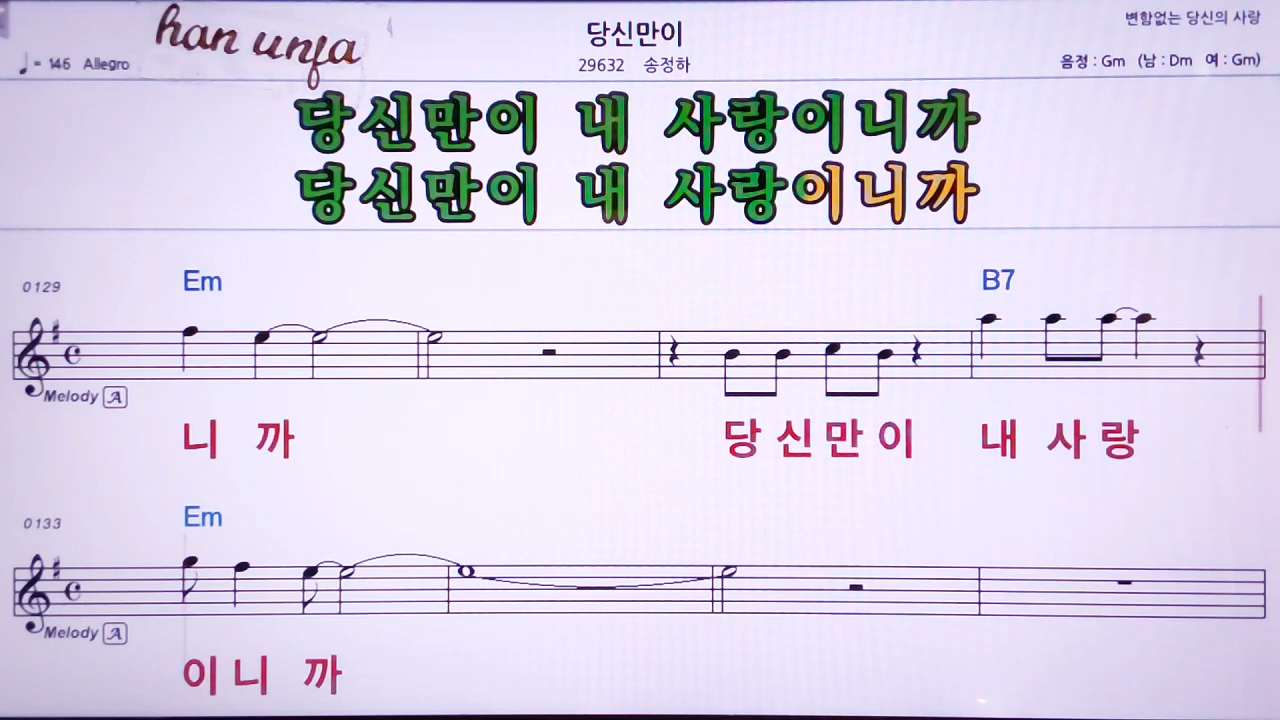 han unja
당신만이
변함없는 당신의 사랑
♩ = 146 Allegro
29632 송정하
음정 : Gm (남 : Dm 여 : Gm)
당신만이 내 사랑이니까
당신만이 내 사랑이니까
0129 Em B7
Melody A
니 까 당 신 만 이 내 사 랑
0133 Em
Melody A
이 니 까